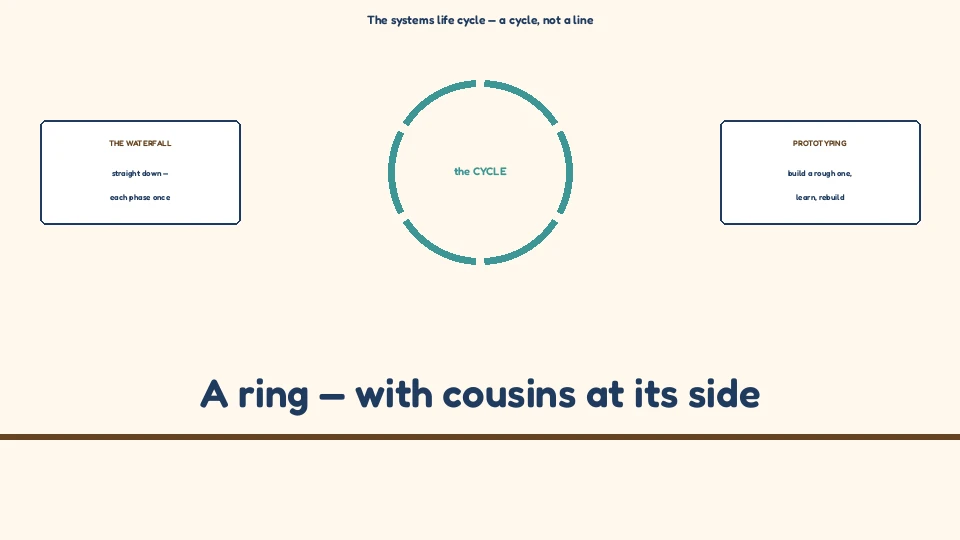 The systems life cycle — a cycle, not a line
THE WATERFALL
straight down —
each phase once
the CYCLE
PROTOTYPING
build a rough one,
learn, rebuild
A ring — with cousins at its side